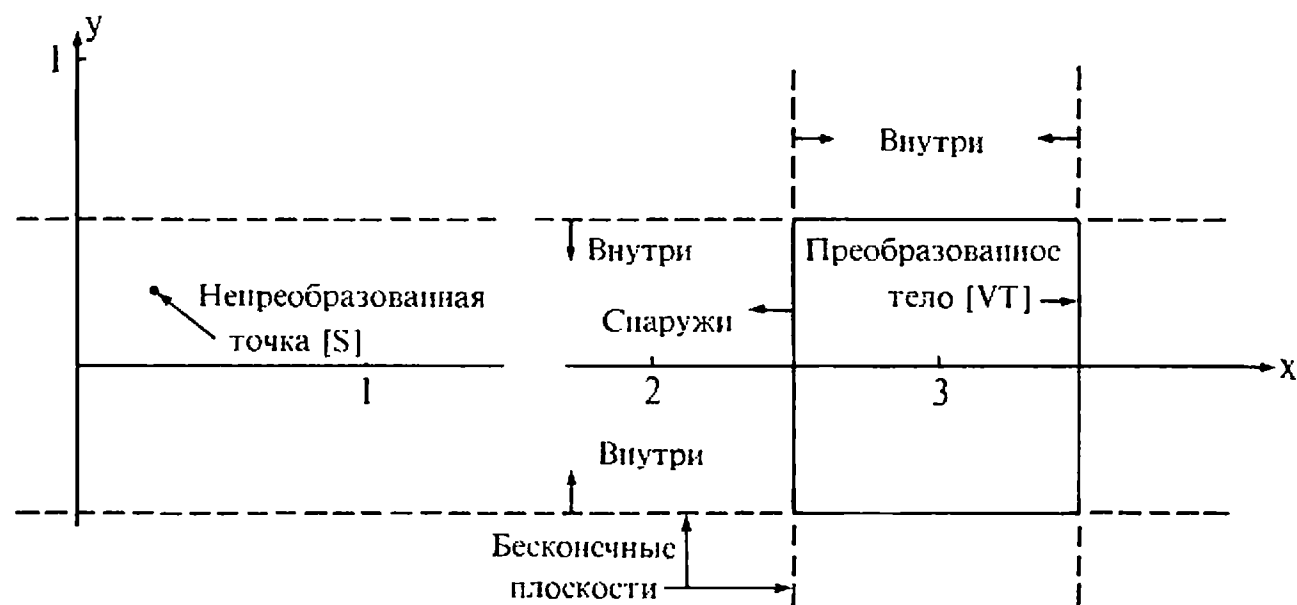 y
1
Внутри
Внутри
Преобразованное
тело [VT]
Непреобразованная
точка [S]
Снаружи
x
1
2
3
Внутри
Бесконечные
плоскости